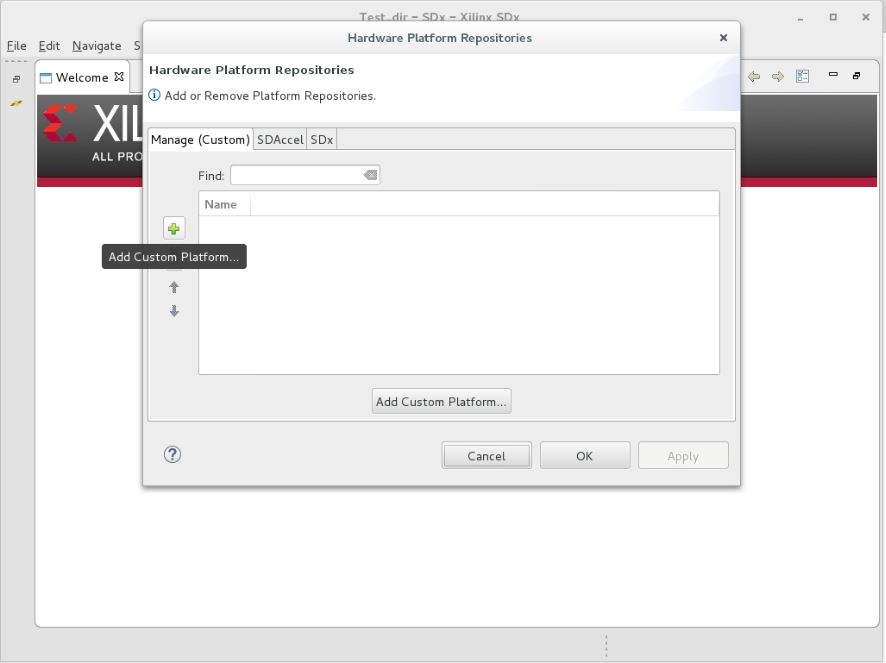 Test_dir - SDx - Xilinx SDx
Hardware Platform Repositories
File Edit Navigate S
Hardware Platform Repositories
Welcome
Add or Remove Platform Repositories.
XIL
ALL PRO
Manage (Custom) SDAccel SDx
Find:
Name
Add Custom Platform...
Add Custom Platform...
Cancel OK Apply